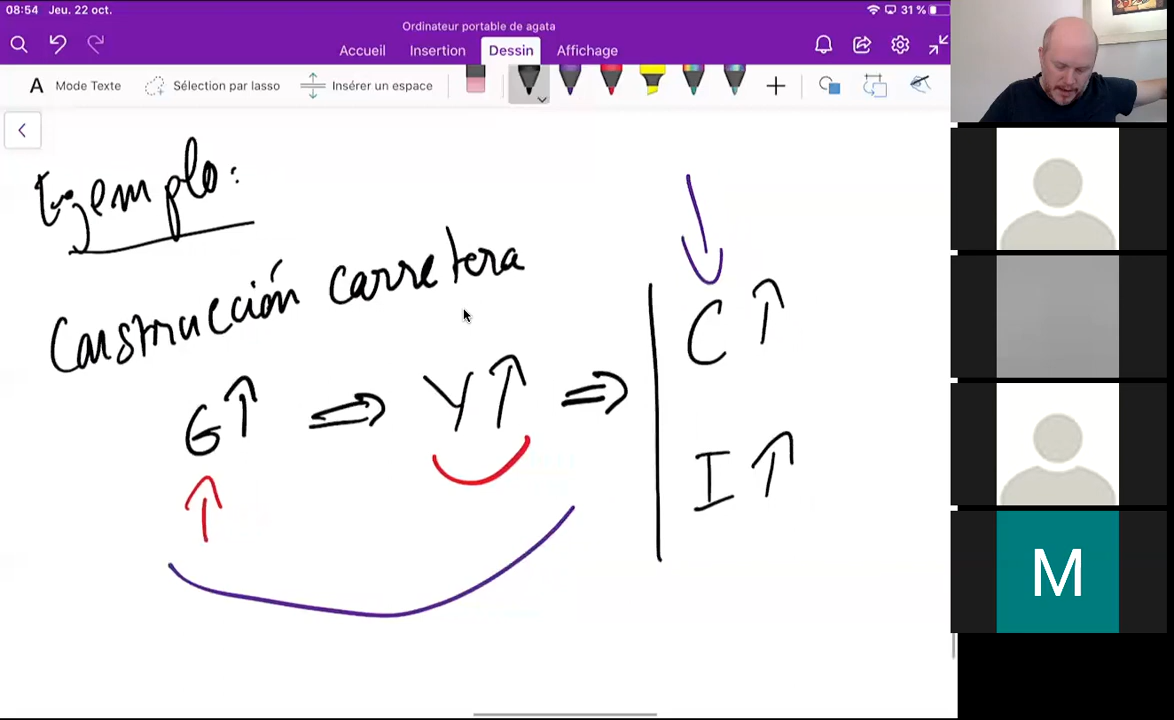 08:54 Jeu. 22 oct.
31 %
Ordinateur portable de agata
Accueil Insertion Dessin Affichage
A Mode Texte Sélection par lasso Insérer un espace
Ejemplo:
Construcción carretera
G↑ ⇒ Y↑ ⇒ C↑
I↑
M